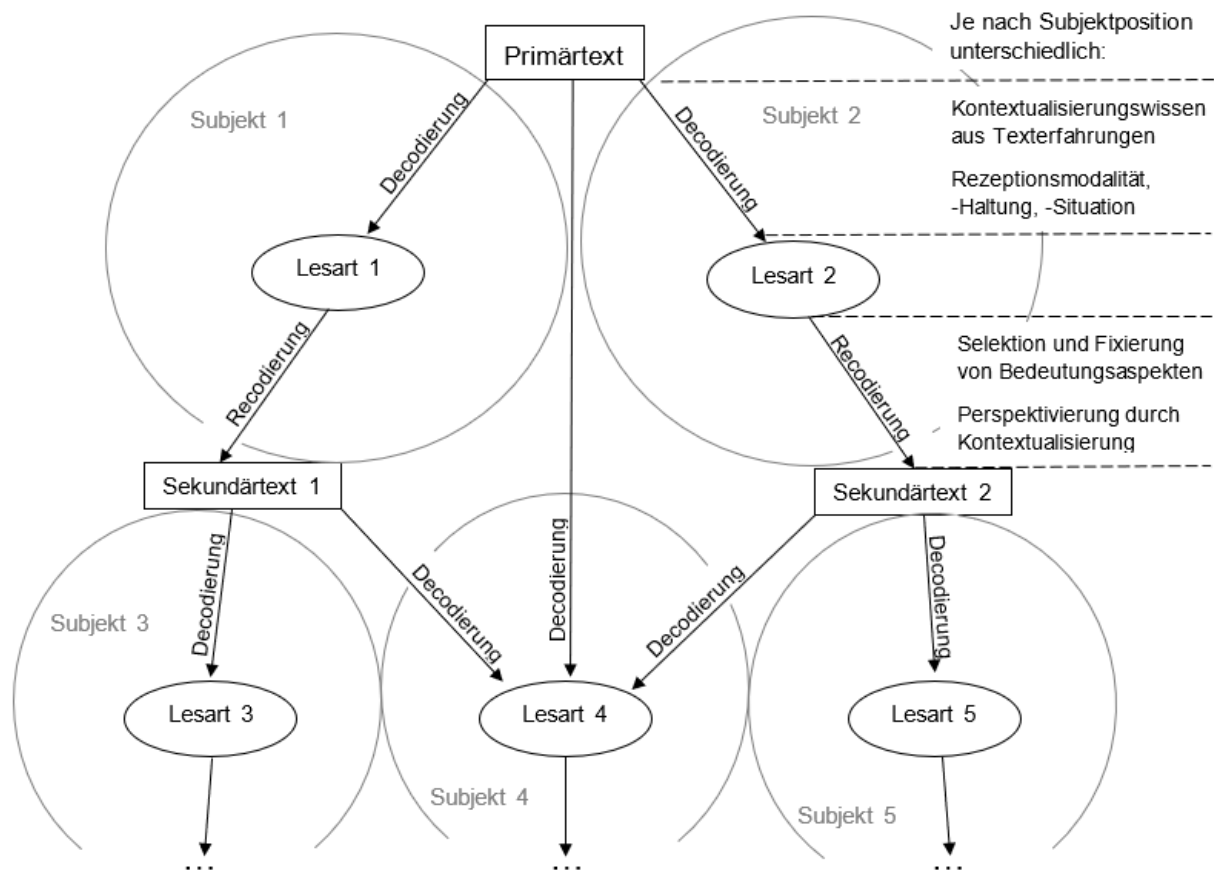 Je nach Subjektposition
unterschiedlich:
Primärtext
Subjekt 1
Subjekt 2
Decodierung
Decodierung
Kontextualisierungswissen
aus Texterfahrungen
Rezeptionsmodalität,
-Haltung, -Situation
Lesart 1
Lesart 2
Recodierung
Recodierung
Selektion und Fixierung
von Bedeutungsaspekten
Perspektivierung durch
Kontextualisierung
Sekundärtext 1
Sekundärtext 2
Decodierung
Decodierung
Decodierung
Decodierung
Decodierung
Subjekt 3
Lesart 3
Lesart 4
Lesart 5
Subjekt 4
Subjekt 5
...
...
...